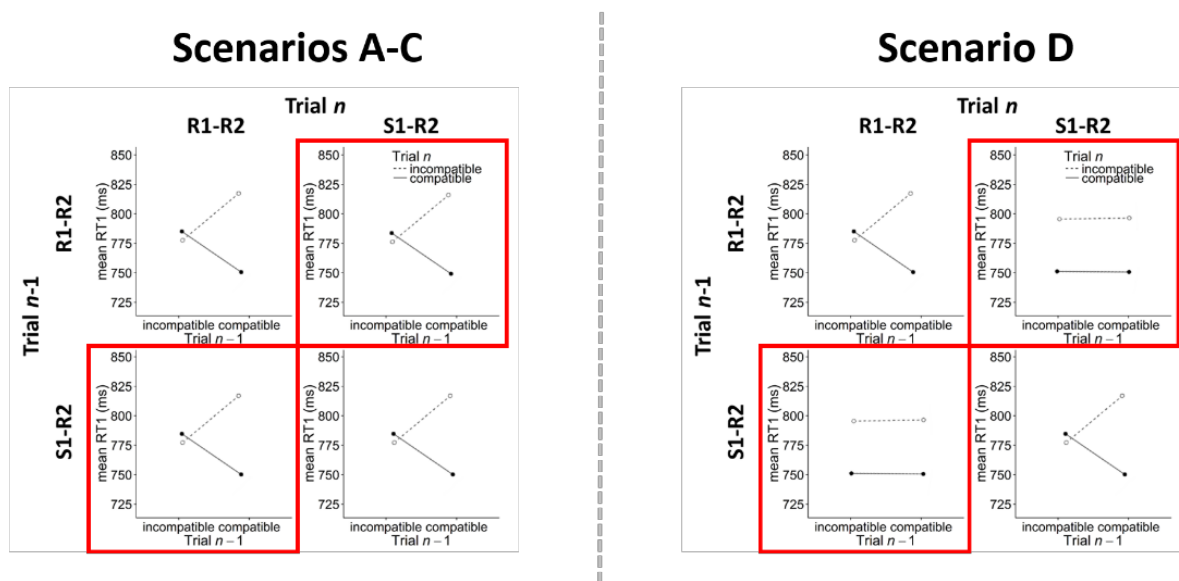 Scenarios A-C
Trial n
R1-R2
S1-R2
Trial n-1
R1-R2
850
825
800
775
750
725
mean RT1 (ms)
incompatible compatible
Trial n – 1
850
825
800
775
750
725
mean RT1 (ms)
Trial n
incompatible
compatible
incompatible compatible
Trial n – 1
S1-R2
850
825
800
775
750
725
mean RT1 (ms)
incompatible compatible
Trial n – 1
850
825
800
775
750
725
mean RT1 (ms)
incompatible compatible
Trial n – 1
Scenario D
Trial n
R1-R2
S1-R2
Trial n-1
R1-R2
850
825
800
775
750
725
mean RT1 (ms)
incompatible compatible
Trial n – 1
850
825
800
775
750
725
mean RT1 (ms)
Trial n
incompatible
compatible
incompatible compatible
Trial n – 1
S1-R2
850
825
800
775
750
725
mean RT1 (ms)
incompatible compatible
Trial n – 1
850
825
800
775
750
725
mean RT1 (ms)
incompatible compatible
Trial n – 1